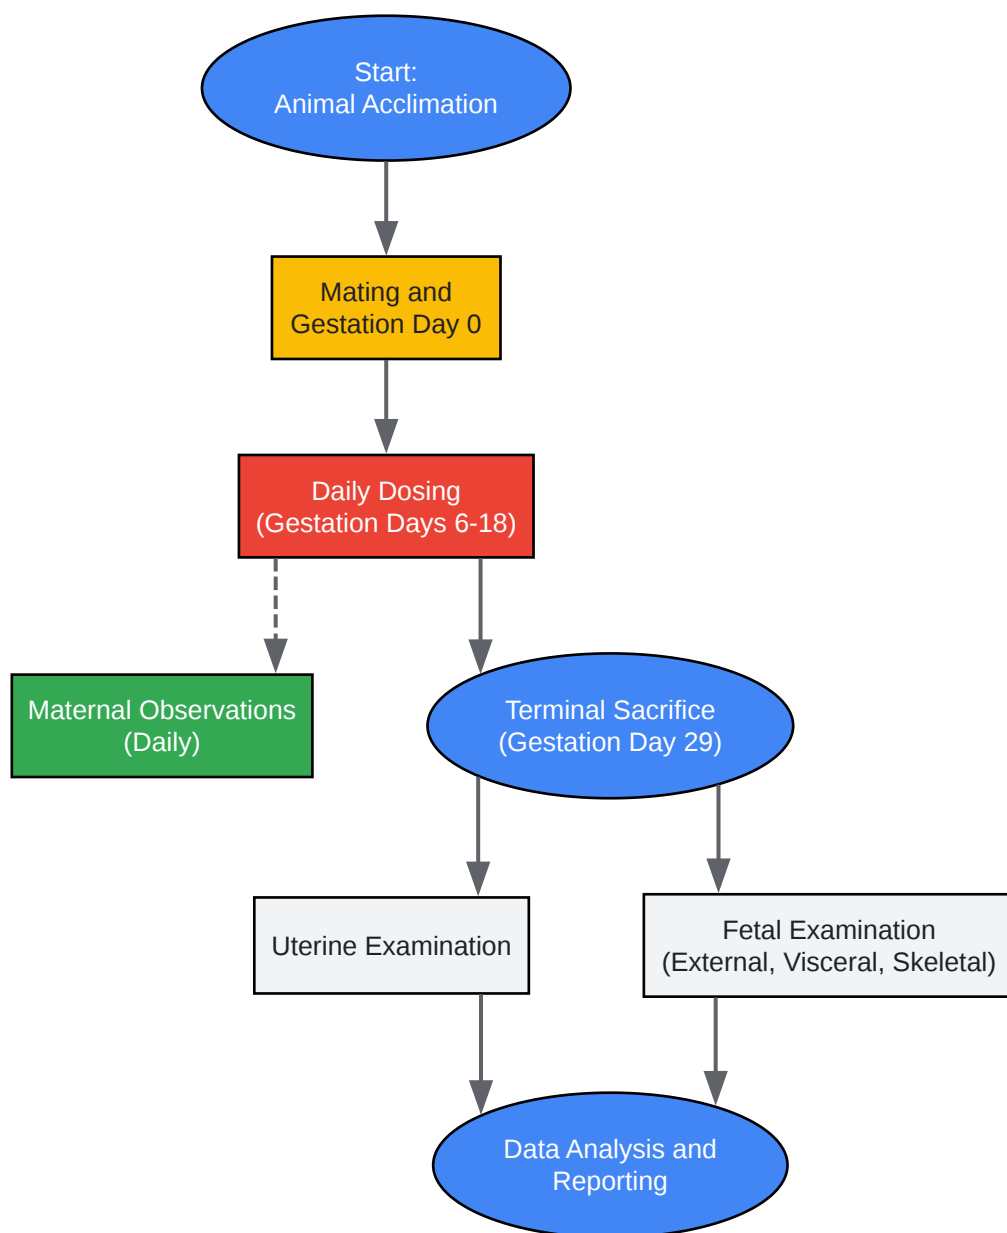 Start:
Animal Acclimation
Mating and
Gestation Day 0
Daily Dosing
(Gestation Days 6-18)
Maternal Observations
(Daily)
Terminal Sacrifice
(Gestation Day 29)
Uterine Examination
Fetal Examination
(External, Visceral, Skeletal)
Data Analysis and
Reporting